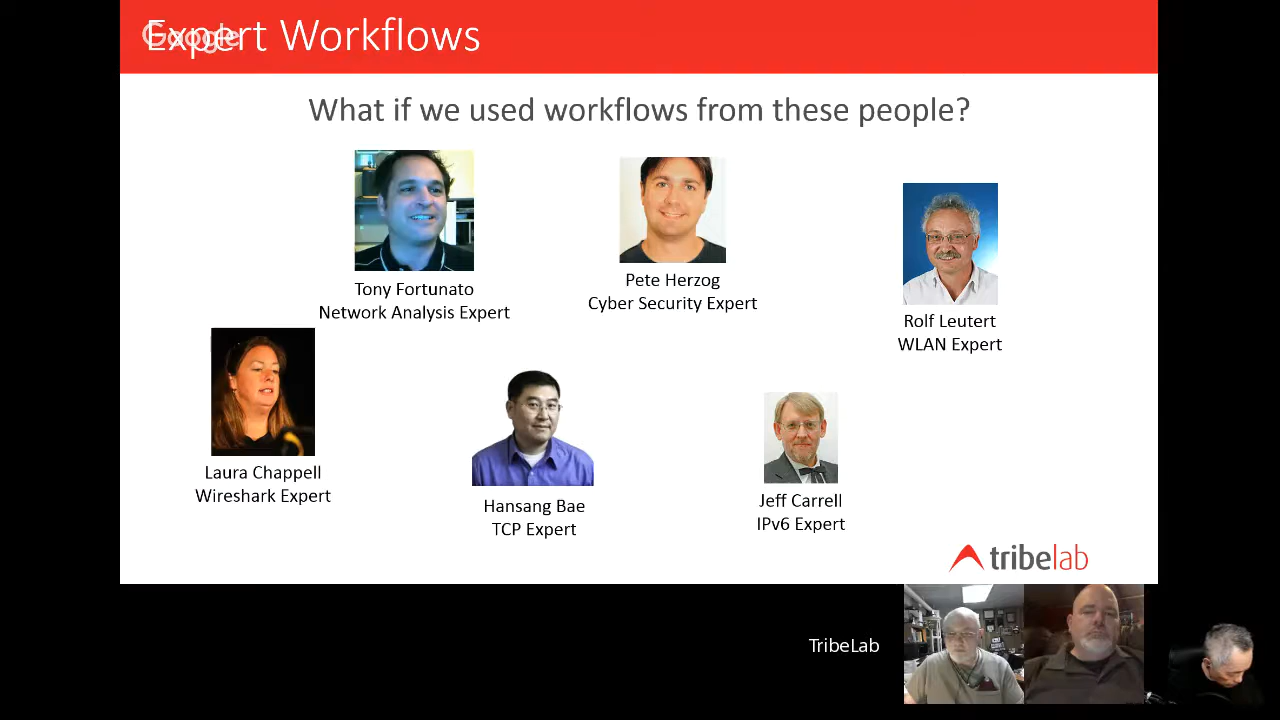 Expert Workflows
Google
What if we used workflows from these people?
Tony Fortunato
Network Analysis Expert
Pete Herzog
Cyber Security Expert
Rolf Leutert
WLAN Expert
Laura Chappell
Wireshark Expert
Hansang Bae
TCP Expert
Jeff Carrell
IPv6 Expert
tribelab
TribeLab